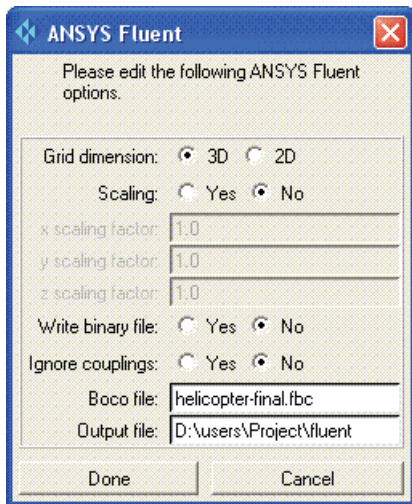 ANSYS Fluent
Please edit the following ANSYS Fluent
options.
Grid dimension: 3D 2D
Scaling: Yes No
x scaling factor: 1.0
y scaling factor: 1.0
z scaling factor: 1.0
Write binary file: Yes No
Ignore couplings: Yes No
Boco file: helicopter-final.fbc
Output file: D:\users\Project\fluent
Done Cancel